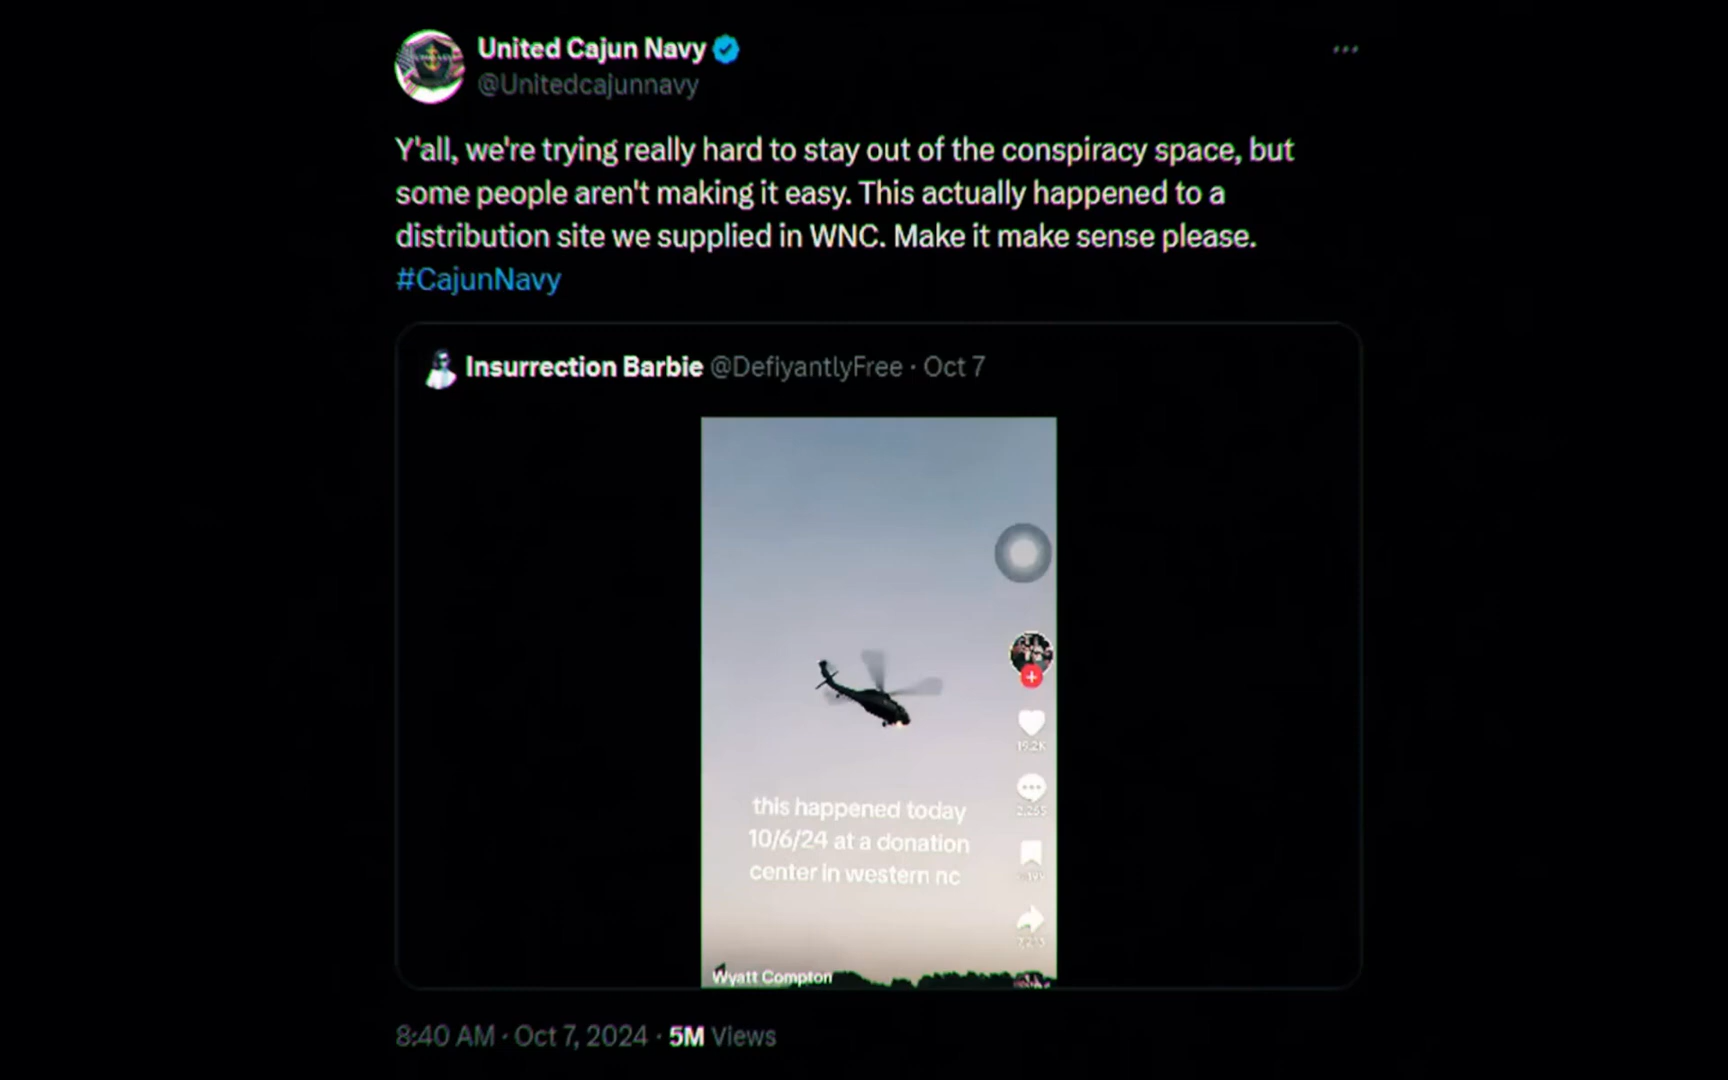 United Cajun Navy
@Unitedcajunnavy
Y'all, we're trying really hard to stay out of the conspiracy space, but
some people aren't making it easy. This actually happened to a
distribution site we supplied in WNC. Make it make sense please.
#CajunNavy
Insurrection Barbie @DefiyantlyFree · Oct 7
19.2K
this happened today
10/6/24 at a donation
center in western nc
Wyatt Compton
8:40 AM · Oct 7, 2024 · 5M Views